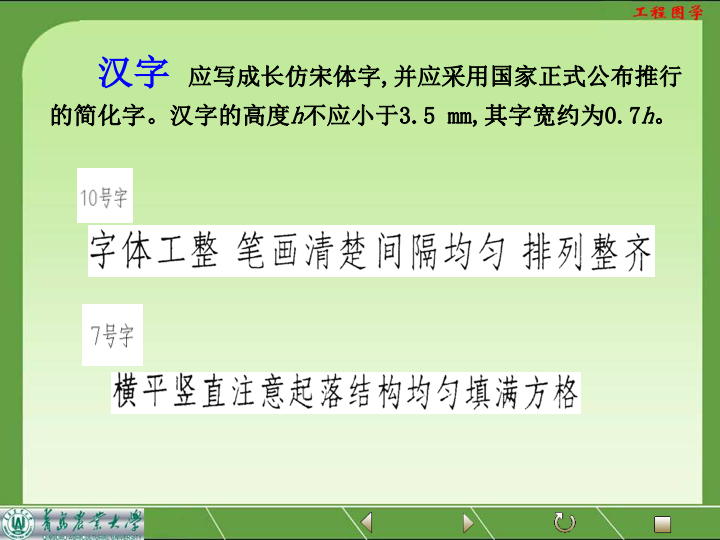 工程图学
汉字 应写成长仿宋体字,并应采用国家正式公布推行
的简化字。汉字的高度h不应小于3.5 mm,其字宽约为0.7h。
10号字
字体工整 笔画清楚间隔均匀 排列整齐
7号字
横平竖直注意起落结构均匀填满方格
青岛农业大学